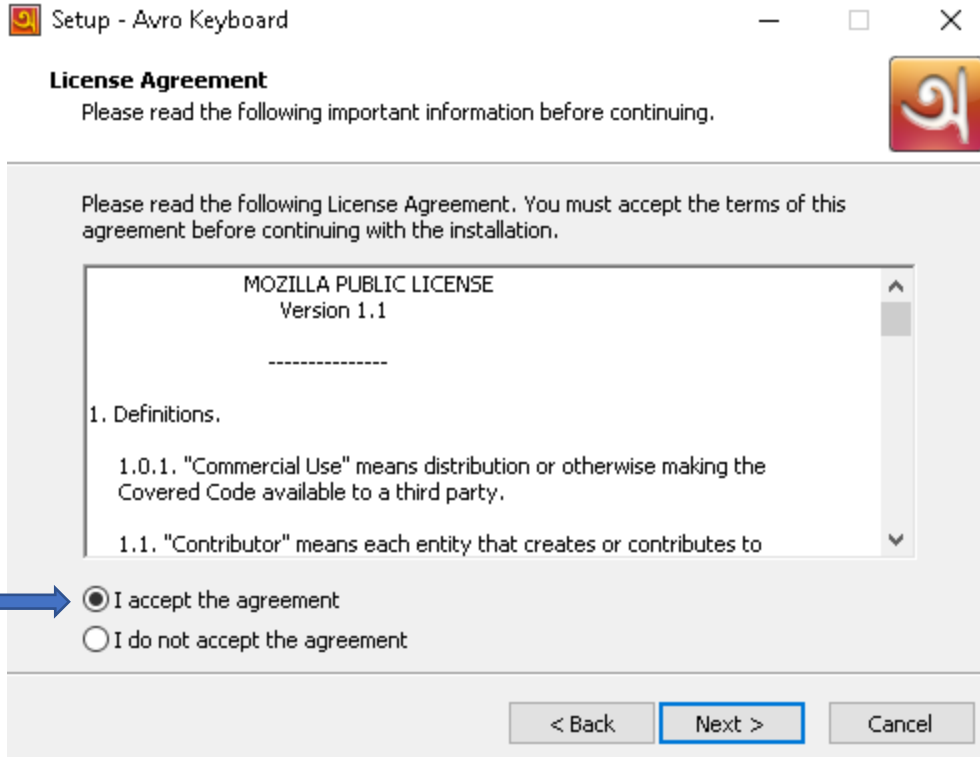 Setup - Avro Keyboard
License Agreement
Please read the following important information before continuing.
অ
Please read the following License Agreement. You must accept the terms of this
agreement before continuing with the installation.
MOZILLA PUBLIC LICENSE
Version 1.1
---------------
1. Definitions.
1.0.1. "Commercial Use" means distribution or otherwise making the
Covered Code available to a third party.
1.1. "Contributor" means each entity that creates or contributes to
I accept the agreement
I do not accept the agreement
< Back Next > Cancel